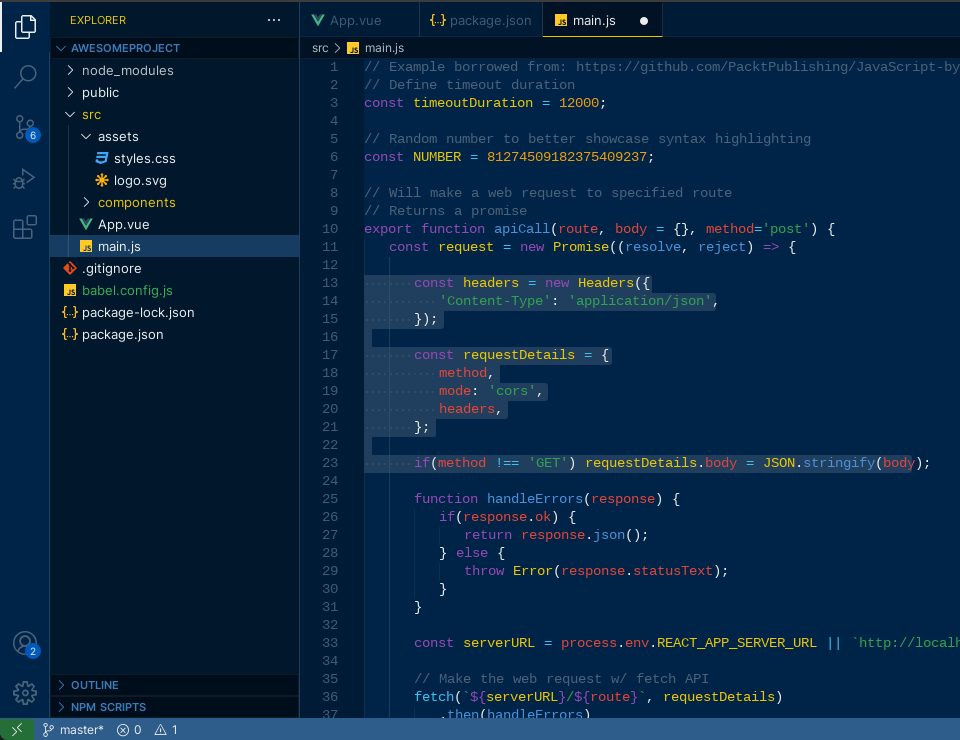 EXPLORER
AWESOMEPROJECT
node_modules
public
src
assets
styles.css
logo.svg
components
App.vue
main.js
.gitignore
babel.config.js
package-lock.json
package.json
OUTLINE
NPM SCRIPTS
6
2
App.vue
{..} package.json
JS main.js
src > JS main.js
1 // Example borrowed from: https://github.com/PacktPublishing/JavaScript-by
2 // Define timeout duration
3 const timeoutDuration = 12000;
4
5 // Random number to better showcase syntax highlighting
6 const NUMBER = 81274509182375409237;
7
8 // Will make a web request to specified route
9 // Returns a promise
10 export function apiCall(route, body = {}, method='post') {
11 const request = new Promise((resolve, reject) => {
12
13 const headers = new Headers({
14 'Content-Type': 'application/json',
15 });
16
17 const requestDetails = {
18 method,
19 mode: 'cors',
20 headers,
21 };
22
23 if(method !== 'GET') requestDetails.body = JSON.stringify(body);
24
25 function handleErrors(response) {
26 if(response.ok) {
27 return response.json();
28 } else {
29 throw Error(response.statusText);
30 }
31 }
32
33 const serverURL = process.env.REACT_APP_SERVER_URL || `http://localh
34
35 // Make the web request w/ fetch API
36 fetch(`${serverURL}/${route}`, requestDetails)
37 .then(handleErrors)
master* 0 1